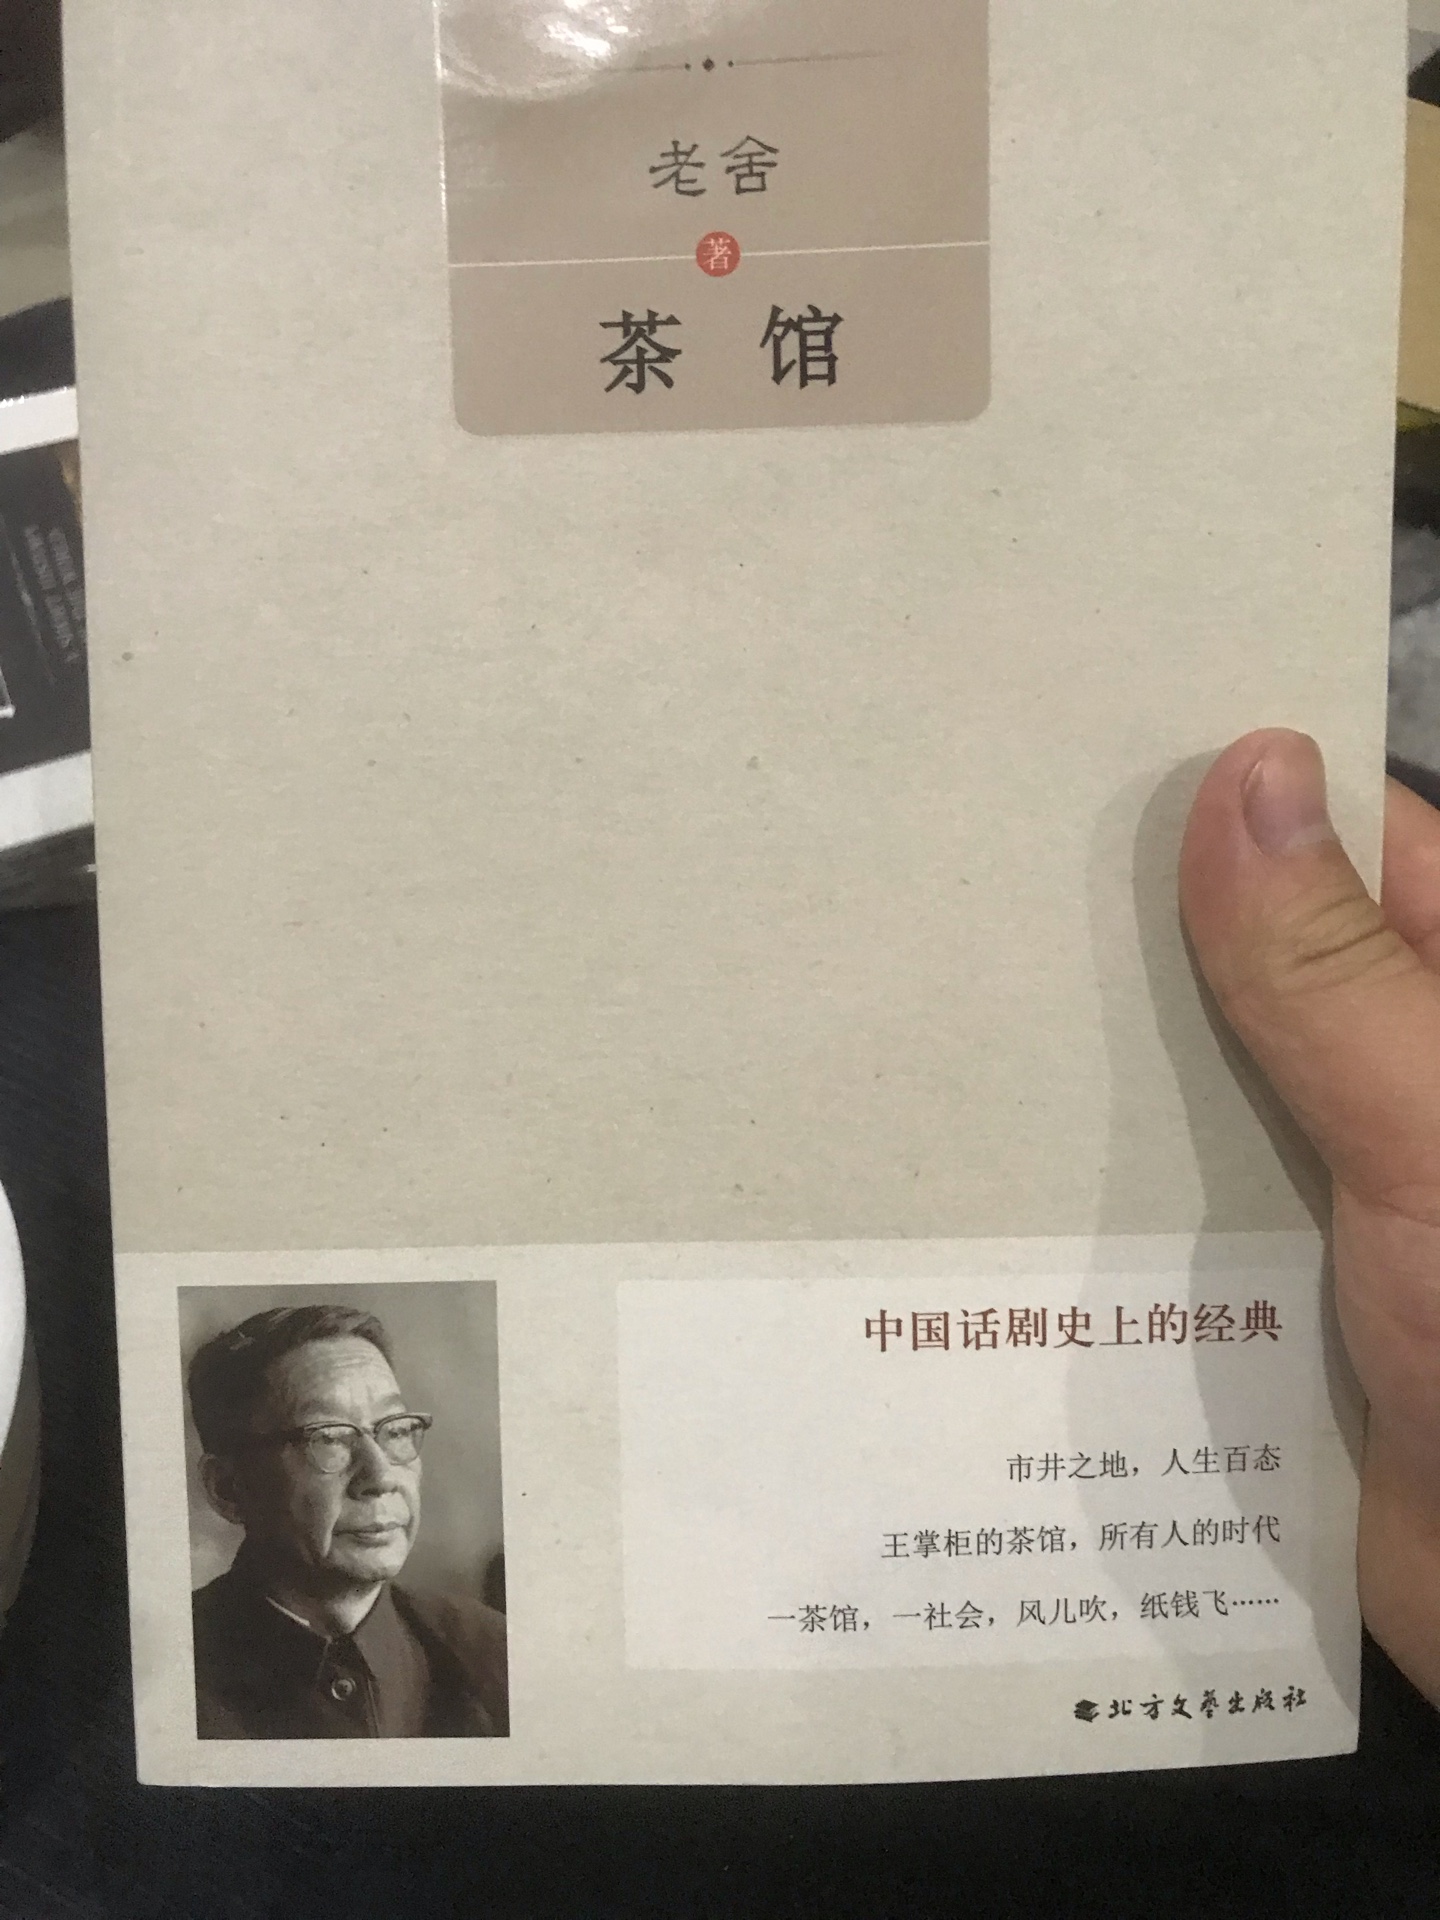 老舍
著
茶馆
中国话剧史上的经典
市井之地，人生百态
王掌柜的茶馆，所有人的时代
一茶馆，一社会，风儿吹，纸钱飞……
北方文艺出版社